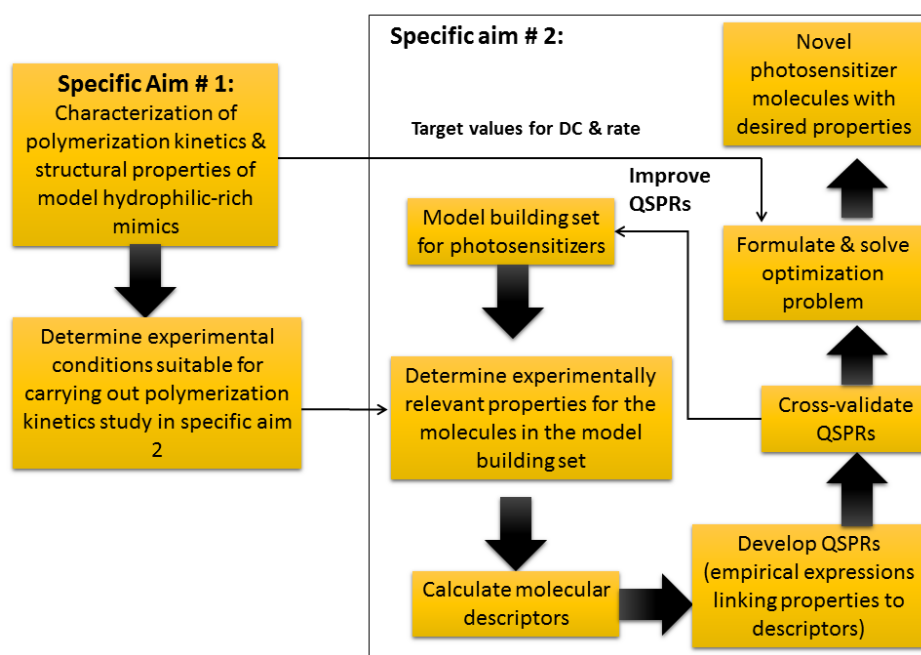 Specific Aim # 1:
Characterization of
polymerization kinetics &
structural properties of
model hydrophilic-rich
mimics
Determine experimental
conditions suitable for
carrying out polymerization
kinetics study in specific aim
2
Specific aim # 2:
Target values for DC & rate
Improve
QSPRs
Model building set
for photosensitizers
Determine experimentally
relevant properties for the
molecules in the model
building set
Calculate molecular
descriptors
Develop QSPRs
(empirical expressions
linking properties to
descriptors)
Cross-validate
QSPRs
Formulate & solve
optimization
problem
Novel
photosensitizer
molecules with
desired properties